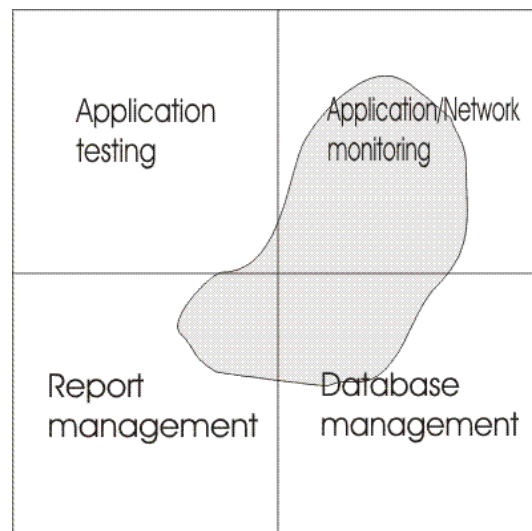 Application
testing
Application/Network
monitoring
Report
management
Database
management